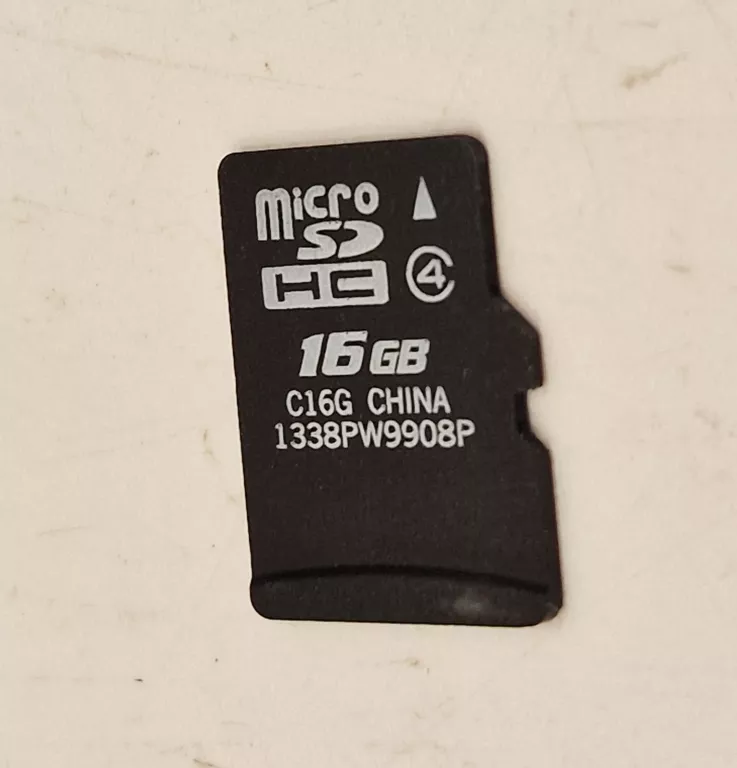 micro
SD
HC 4
16GB
C16G CHINA
1338PW9908P